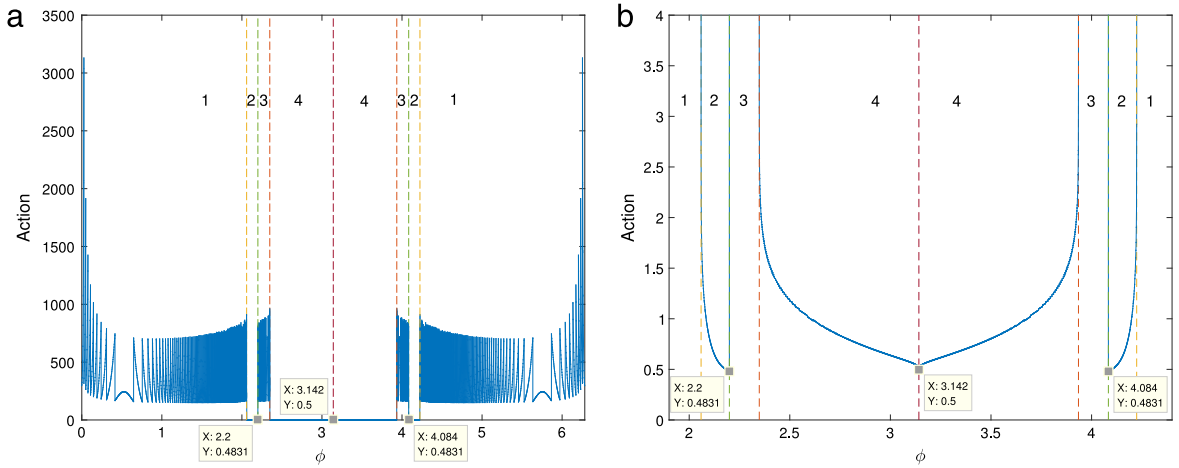 a
3500
3000
2500
2000
1500
1000
500
0
Action
1 2 3 4 4 3 2 1
X: 3.142
Y: 0.5
X: 2.2
Y: 0.4831
X: 4.084
Y: 0.4831
0 1 2 3 4 5 6
ϕ
b
4
3.5
3
2.5
2
1.5
1
0.5
0
Action
1 2 3 4 4 3 2 1
X: 2.2
Y: 0.4831
X: 3.142
Y: 0.5
X: 4.084
Y: 0.4831
2 2.5 3 3.5 4
ϕ